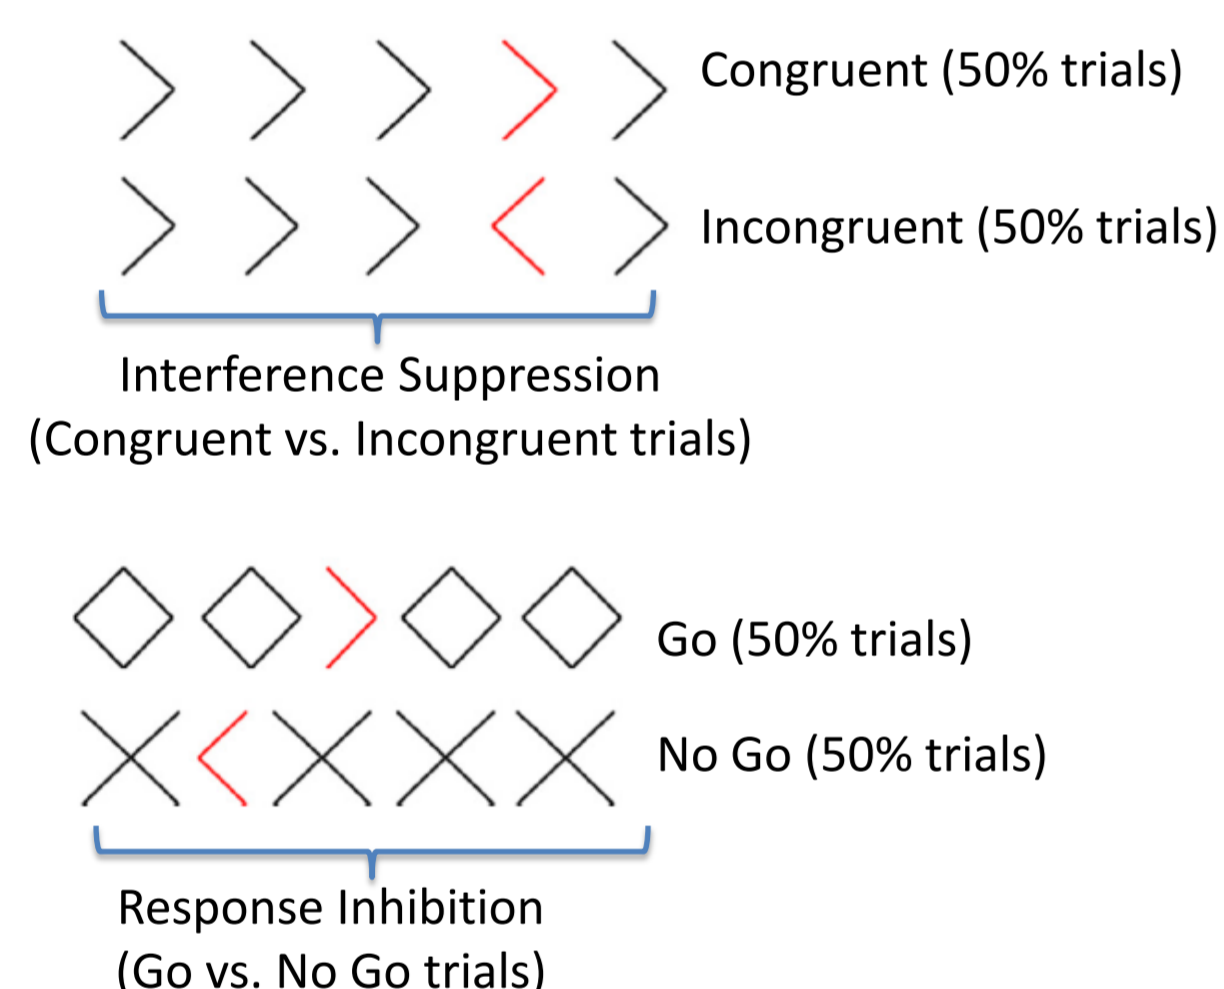 Congruent (50% trials)
Incongruent (50% trials)
Interference Suppression
(Congruent vs. Incongruent trials)
Go (50% trials)
No Go (50% trials)
Response Inhibition
(Go vs. No Go trials)